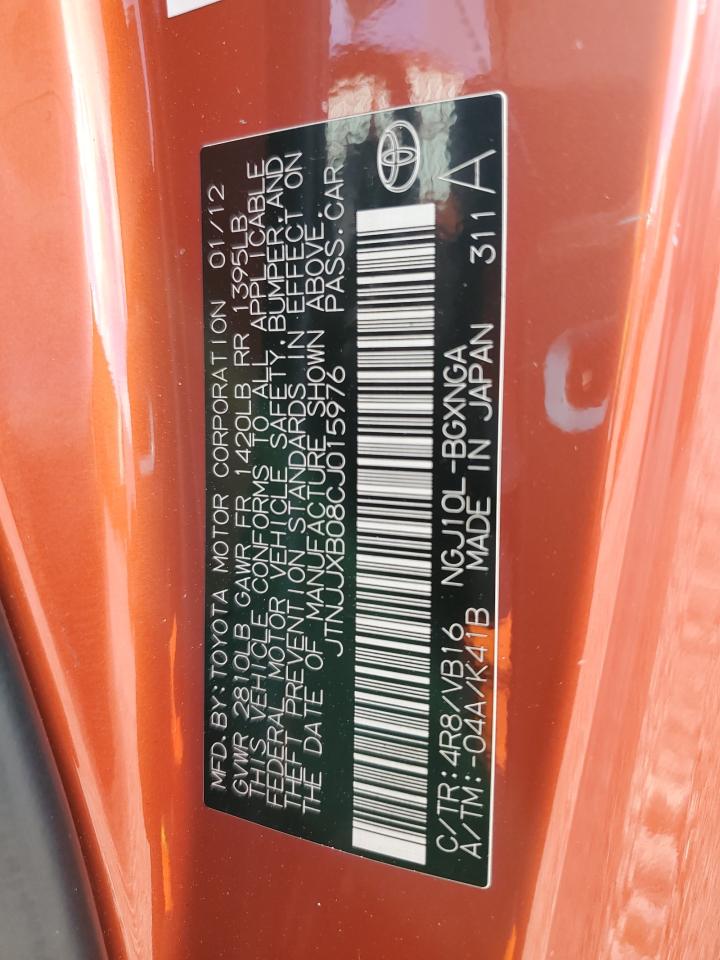 MFD. BY: TOYOTA MOTOR CORPORATION 01/12
GVWR 2810LB GAWR FR 1420LB RR 1395LB
THIS VEHICLE CONFORMS TO ALL APPLICABLE
FEDERAL MOTOR VEHICLE SAFETY, BUMPER, AND
THEFT PREVENTION STANDARDS IN EFFECT ON
THE DATE OF MANUFACTURE SHOWN ABOVE.
JTNJJXB08CJ015976 PASS. CAR
C/TR: 4R8/VB16 NGJ10L-BGXNGA
A/TM: -04A/K41B MADE IN JAPAN 311 A